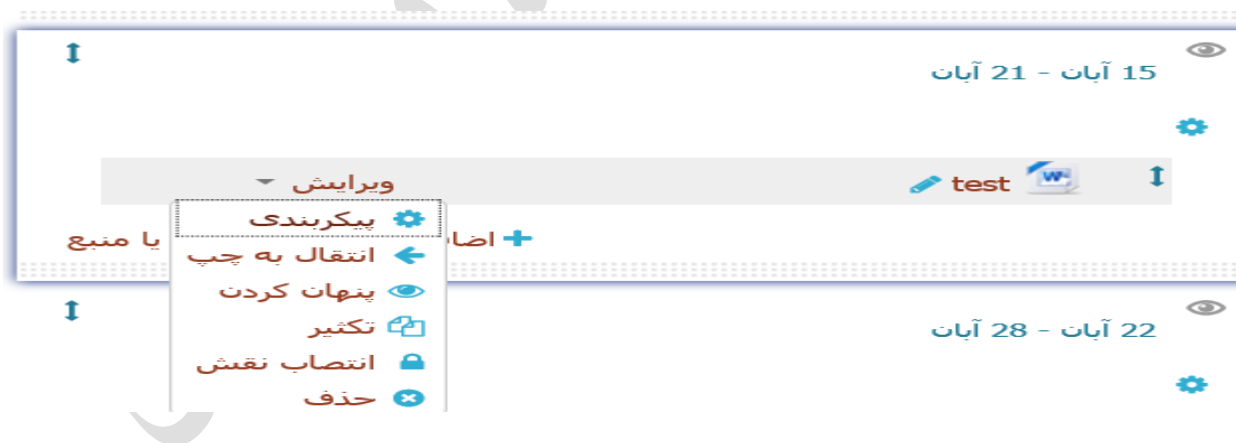 15 آبان - 21 آبان
test ویرایش
پیکربندی
اضا یا منبع
انتقال به چپ
پنهان کردن
تکثیر
22 آبان - 28 آبان
انتصاب نقش
حذف